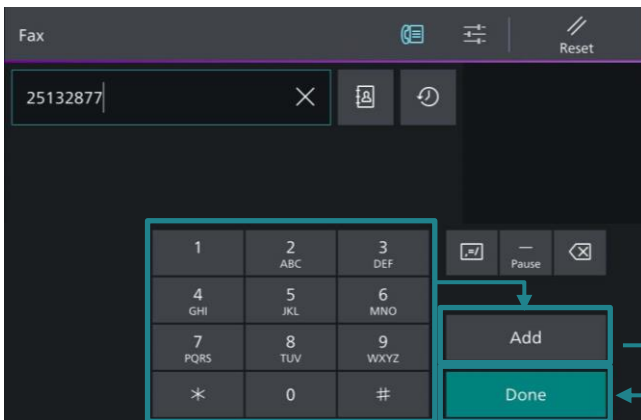 Fax
Reset
25132877
1 2 3
ABC DEF
,=/ — Pause
4 5 6
GHI JKL MNO
Add
7 8 9
PQRS TUV WXYZ
* 0 #
Done